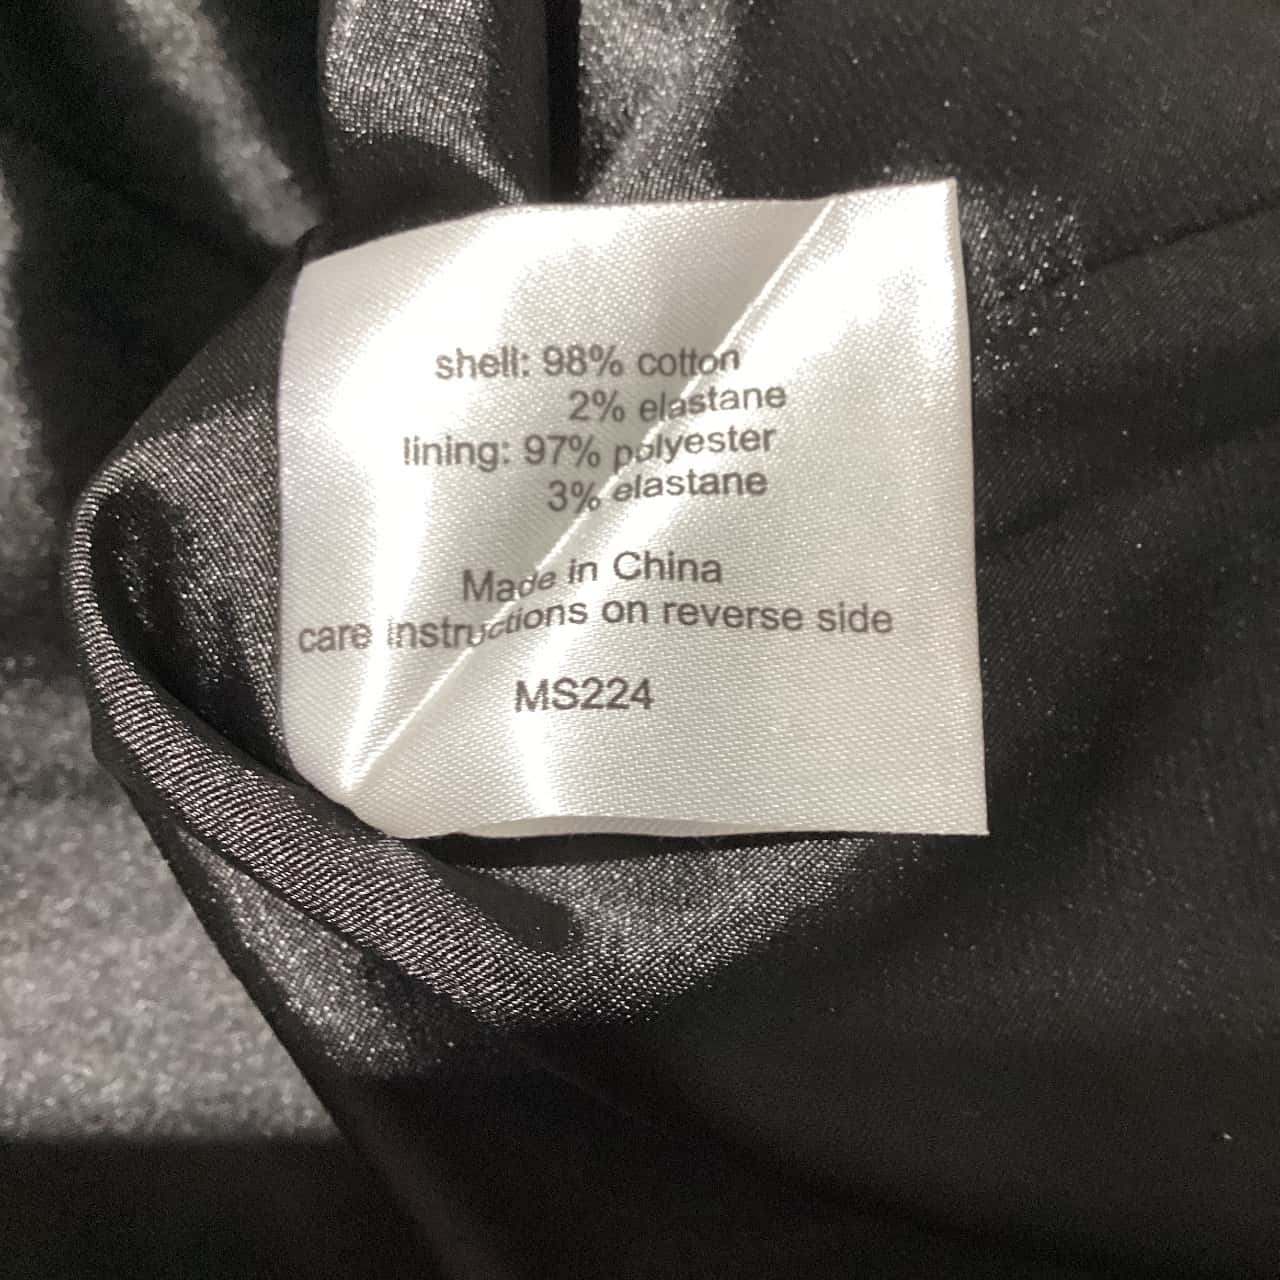 shell: 98% cotton
2% elastane
lining: 97% polyester
3% elastane
Made in China
care instructions on reverse side
MS224